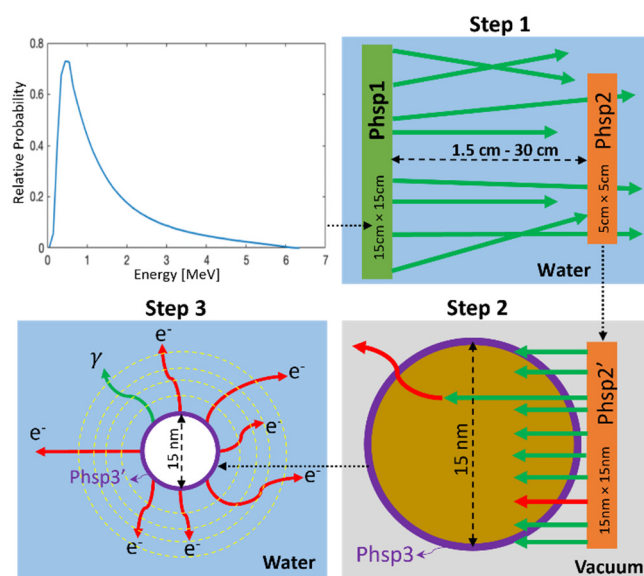 Step 1
Relative Probability
0.8
0.6
0.4
0.2
0
0 1 2 3 4 5 6 7
Energy [MeV]
Phsp1
15cm × 15cm
1.5 cm - 30 cm
Phsp2
5cm × 5cm
Water
Step 3
γ
e-
e-
e-
e-
e-
e-
e-
15 nm
Phsp3'
Water
Step 2
15 nm
Phsp2'
15nm × 15nm
Phsp3
Vacuum